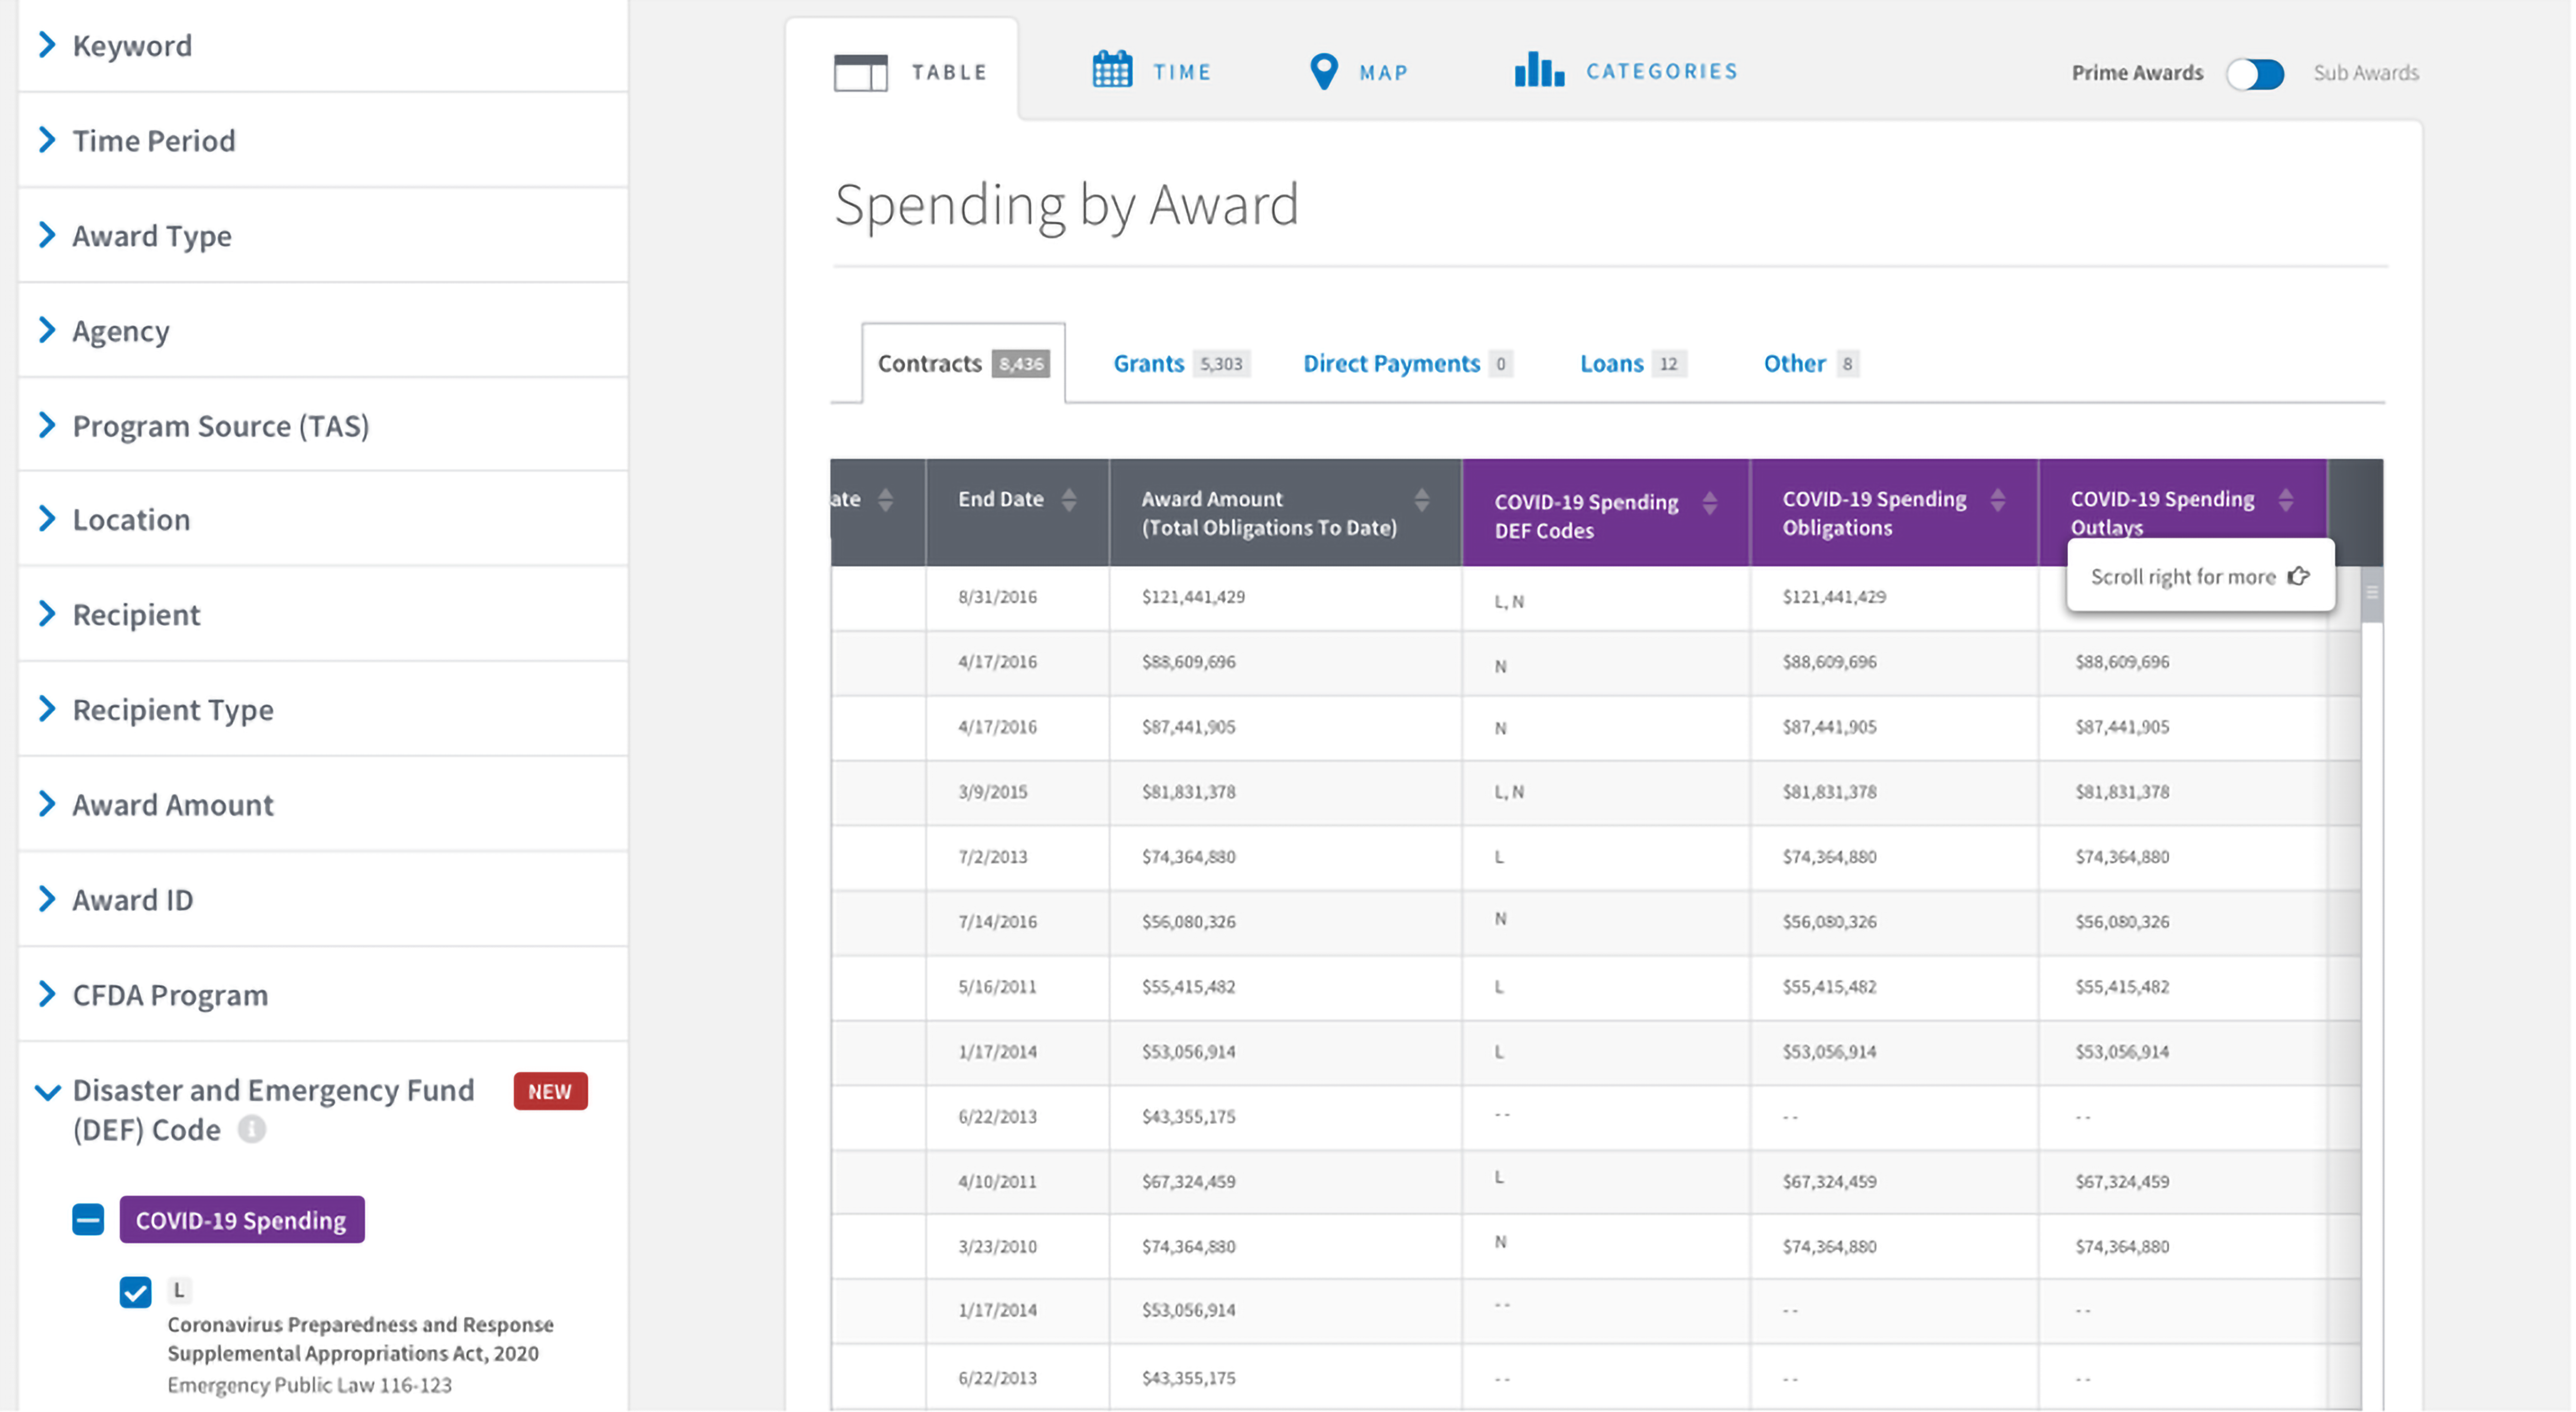 Keyword
Time Period
Award Type
Agency
Program Source (TAS)
Location
Recipient
Recipient Type
Award Amount
Award ID
CFDA Program
Disaster and Emergency Fund NEW
(DEF) Code
COVID-19 Spending
L
Coronavirus Preparedness and Response
Supplemental Appropriations Act, 2020
Emergency Public Law 116-123
TABLE TIME MAP CATEGORIES Prime Awards Sub Awards
Spending by Award
Contracts 8,436 Grants 5,303 Direct Payments 0 Loans 12 Other 8
ate End Date Award Amount COVID-19 Spending COVID-19 Spending COVID-19 Spending
(Total Obligations To Date) DEF Codes Obligations Outlays
Scroll right for more
8/31/2016 $121,441,429 L, N $121,441,429
4/17/2016 $88,609,696 N $88,609,696 $88,609,696
4/17/2016 $87,441,905 N $87,441,905 $87,441,905
3/9/2015 $81,831,378 L, N $81,831,378 $81,831,378
7/2/2013 $74,364,880 L $74,364,880 $74,364,880
7/14/2016 $56,080,326 N $56,080,326 $56,080,326
5/16/2011 $55,415,482 L $55,415,482 $55,415,482
1/17/2014 $53,056,914 L $53,056,914 $53,056,914
6/22/2013 $43,355,175 -- -- --
4/10/2011 $67,324,459 L $67,324,459 $67,324,459
3/23/2010 $74,364,880 N $74,364,880 $74,364,880
1/17/2014 $53,056,914 -- -- --
6/22/2013 $43,355,175 -- -- --